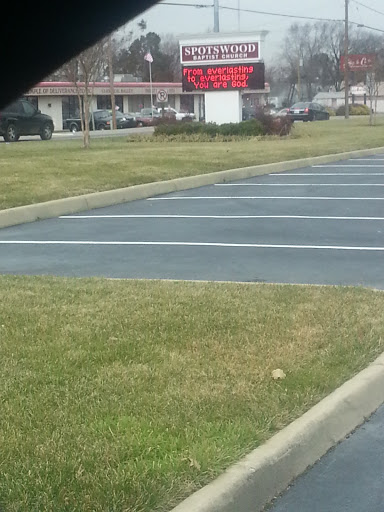 SPOTSWOOD
BAPTIST CHURCH
From everlasting
to everlasting,
You are God.